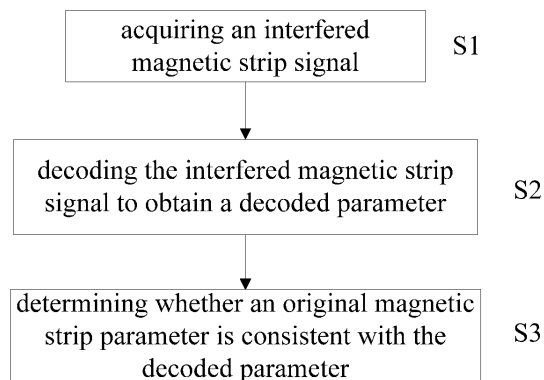 acquiring an interfered
magnetic strip signal
S1
decoding the interfered magnetic strip
signal to obtain a decoded parameter
S2
determining whether an original magnetic
strip parameter is consistent with the
decoded parameter
S3